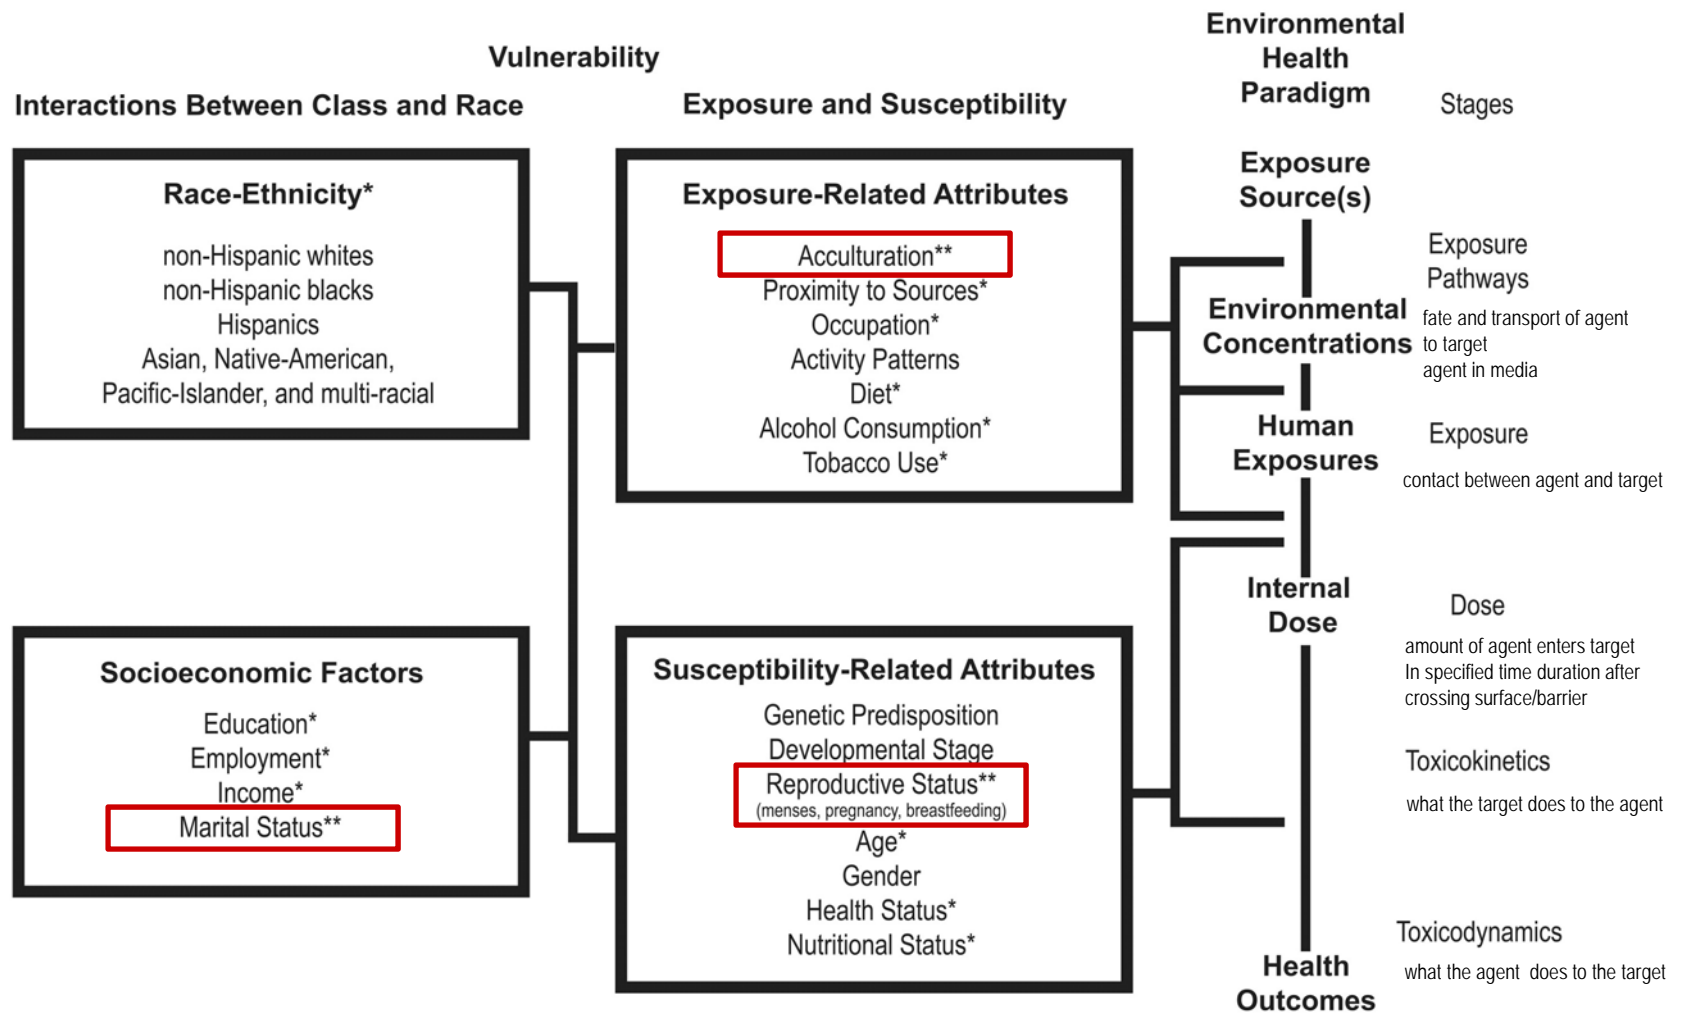 Vulnerability
Interactions Between Class and Race
Race-Ethnicity*
non-Hispanic whites
non-Hispanic blacks
Hispanics
Asian, Native-American,
Pacific-Islander, and multi-racial
Socioeconomic Factors
Education*
Employment*
Income*
Marital Status**
Exposure and Susceptibility
Exposure-Related Attributes
Acculturation**
Proximity to Sources*
Occupation*
Activity Patterns
Diet*
Alcohol Consumption*
Tobacco Use*
Susceptibility-Related Attributes
Genetic Predisposition
Developmental Stage
Reproductive Status**
(menses, pregnancy, breastfeeding)
Age*
Gender
Health Status*
Nutritional Status*
Environmental
Health
Paradigm
Exposure
Source(s)
Environmental
Concentrations
Human
Exposures
Internal
Dose
Health
Outcomes
Stages
Exposure
Pathways
fate and transport of agent
to target
agent in media
Exposure
contact between agent and target
Dose
amount of agent enters target
In specified time duration after
crossing surface/barrier
Toxicokinetics
what the target does to the agent
Toxicodynamics
what the agent does to the target